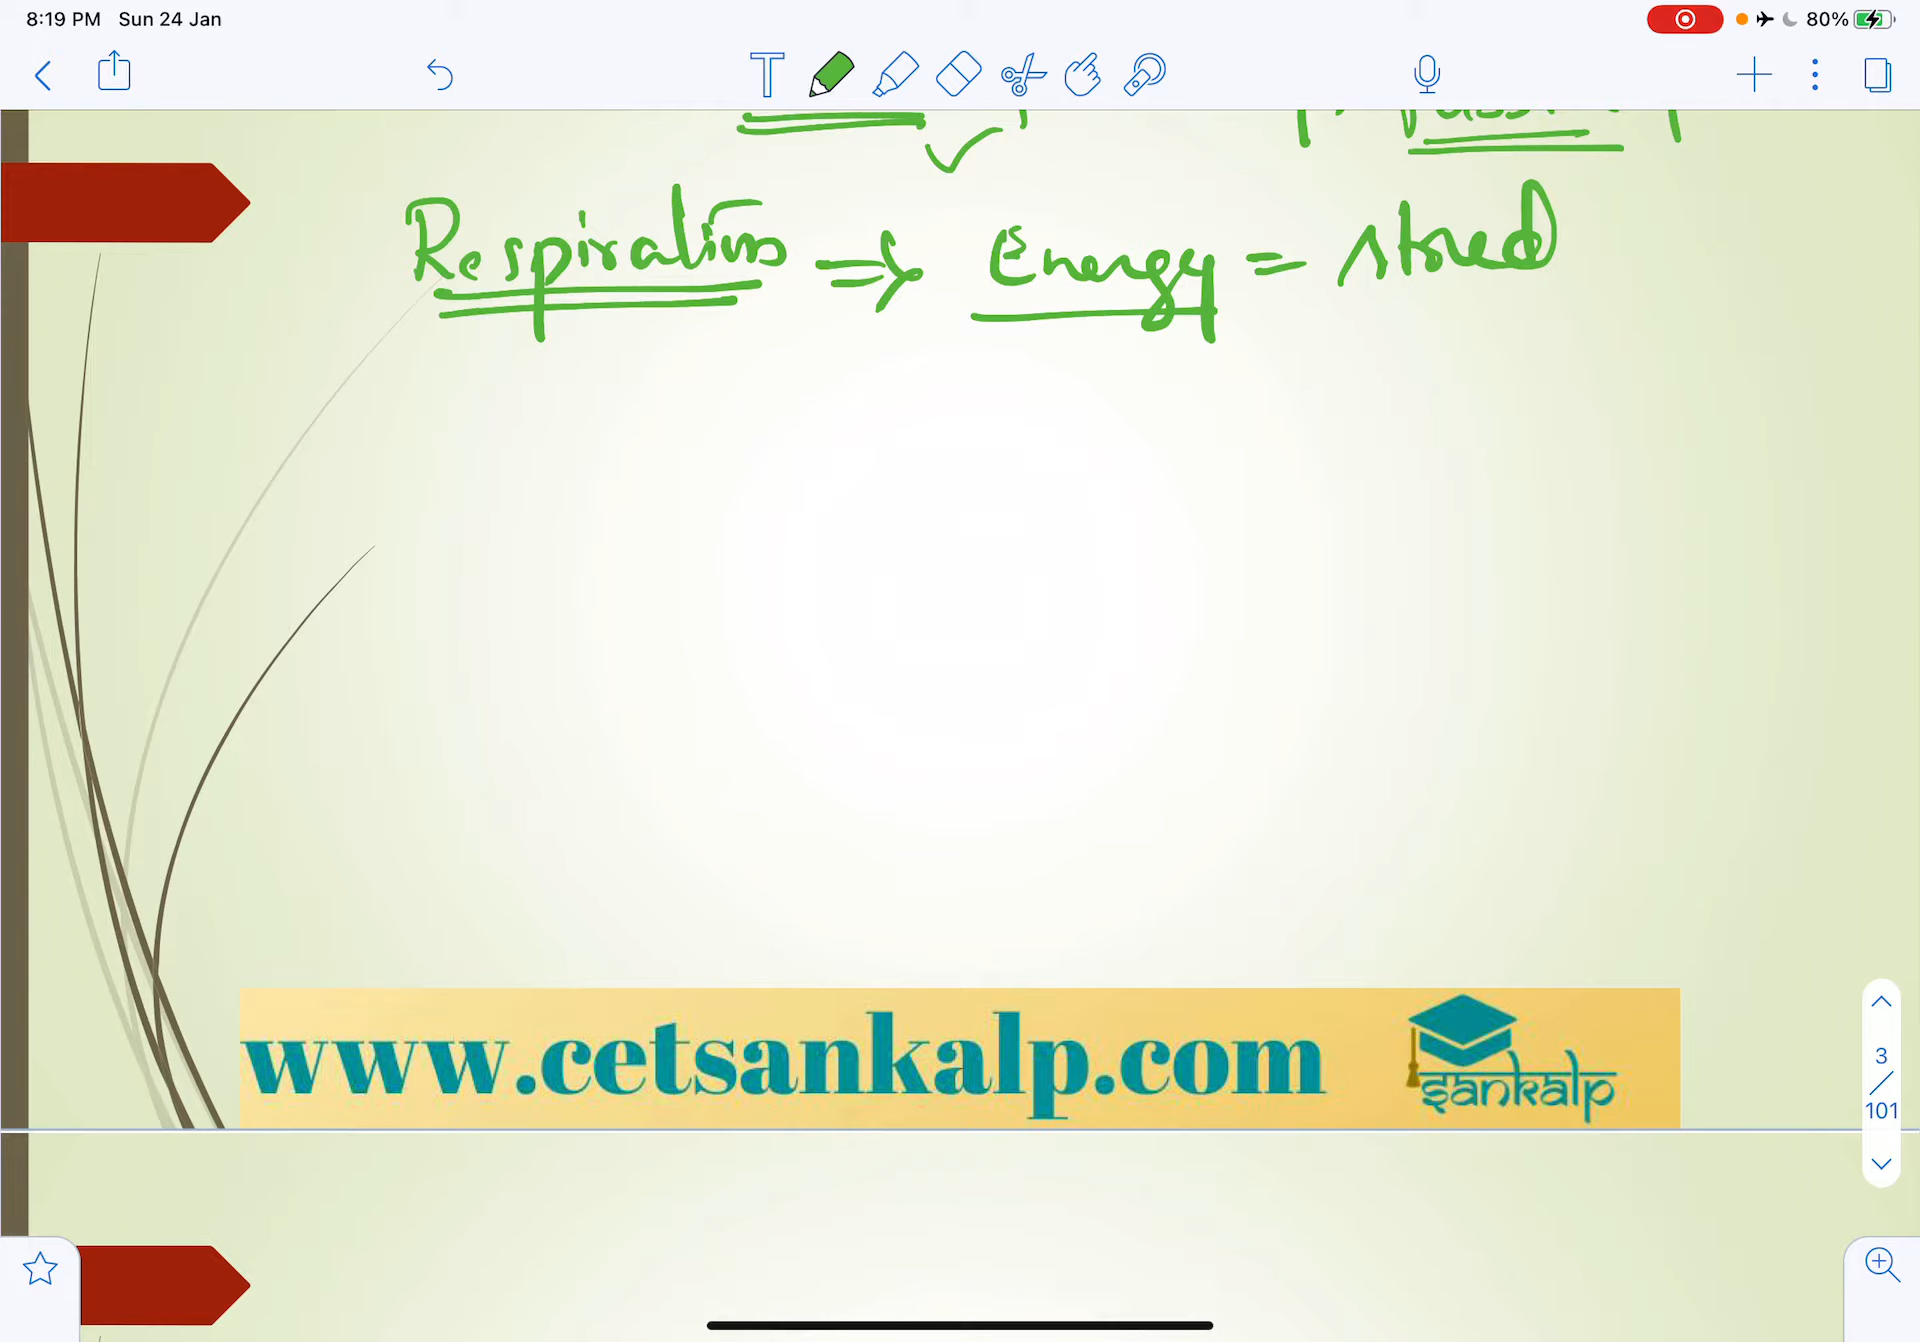 8:19 PM Sun 24 Jan
80%
T
Respiration ⇒ Energy = stored
www.cetsankalp.com
sankalp
3
/
101